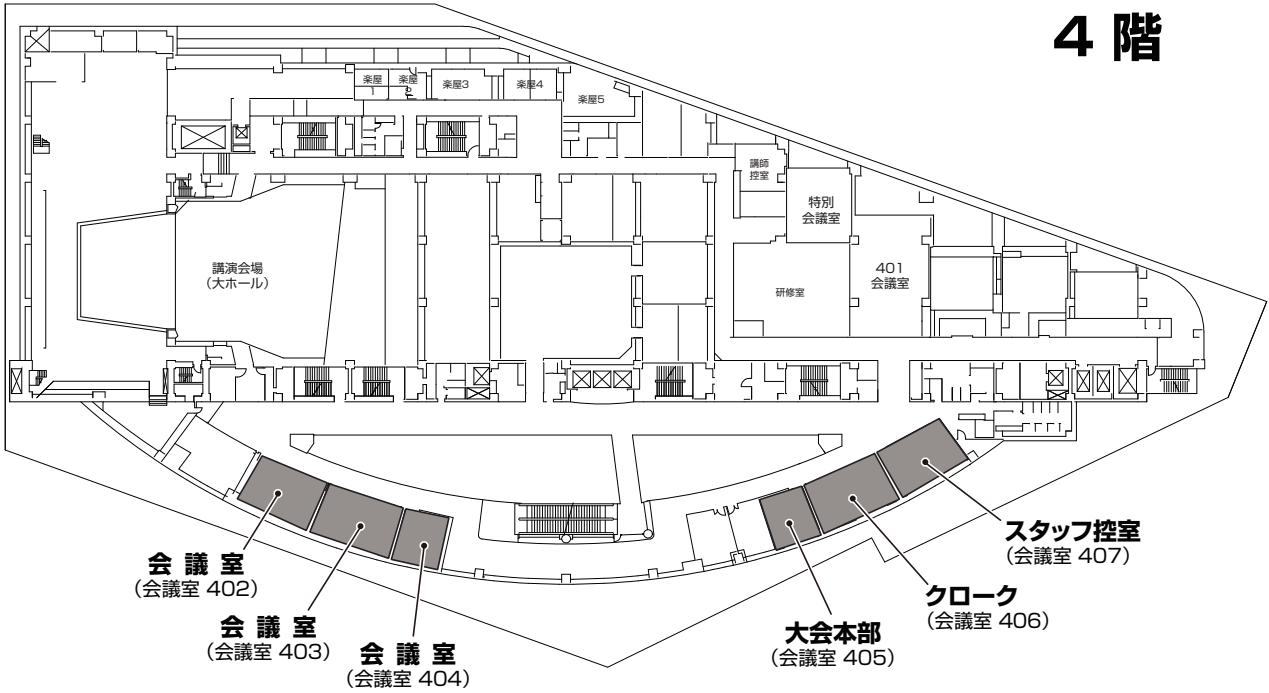 4 階
楽屋
1
楽屋
2
楽屋3
楽屋4
楽屋5
講師
控室
特別
会議室
講演会場
(大ホール)
研修室
401
会議室
スタッフ控室
(会議室 407)
会 議 室
(会議室 402)
クローク
(会議室 406)
会 議 室
(会議室 403)
大会本部
(会議室 405)
会 議 室
(会議室 404)